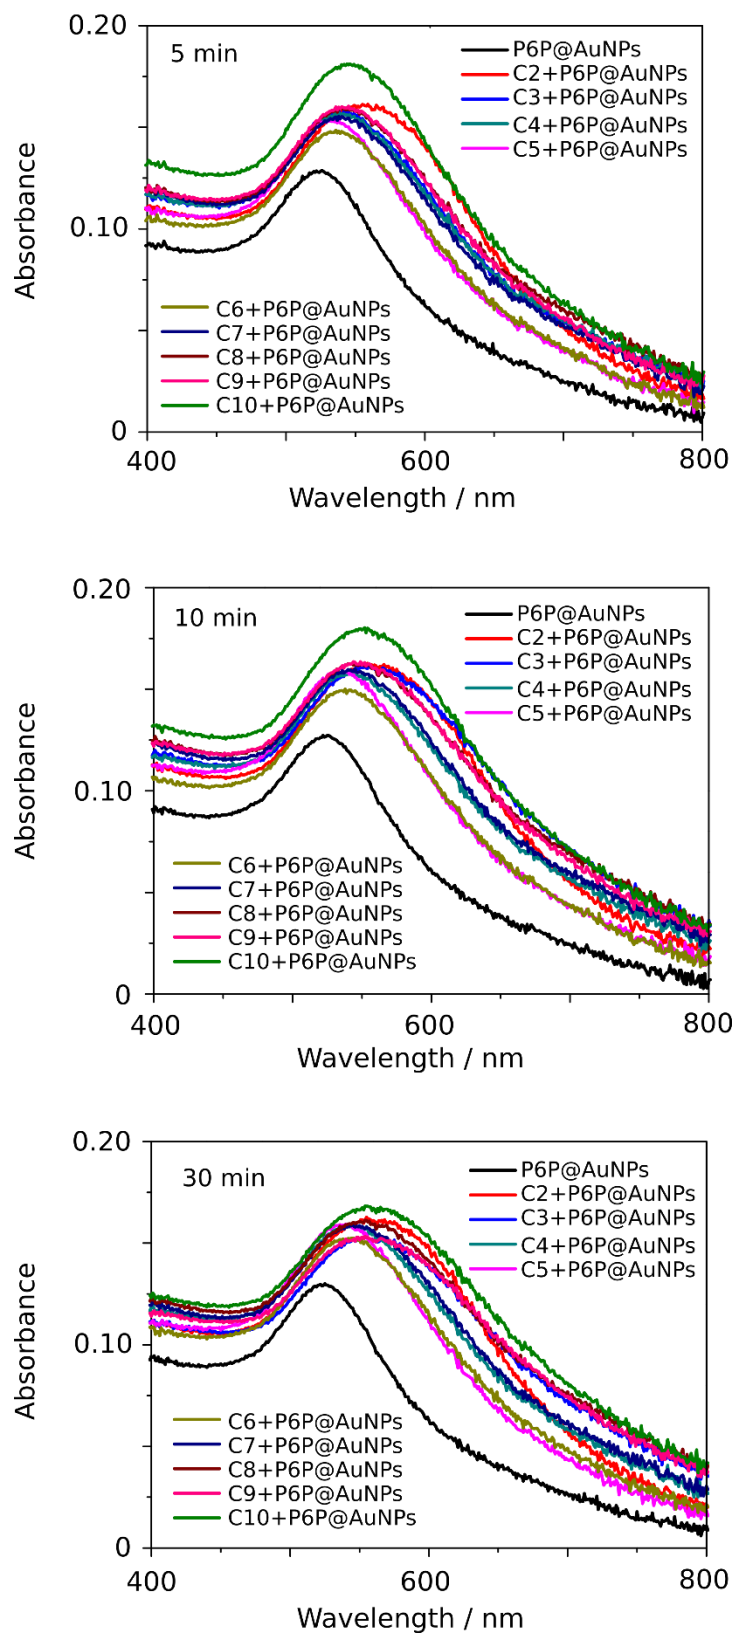 0.20
5 min
P6P@AuNPs
C2+P6P@AuNPs
C3+P6P@AuNPs
C4+P6P@AuNPs
C5+P6P@AuNPs
Absorbance
0.10
C6+P6P@AuNPs
C7+P6P@AuNPs
C8+P6P@AuNPs
C9+P6P@AuNPs
C10+P6P@AuNPs
0
400
600
800
Wavelength / nm
0.20
10 min
P6P@AuNPs
C2+P6P@AuNPs
C3+P6P@AuNPs
C4+P6P@AuNPs
C5+P6P@AuNPs
Absorbance
0.10
C6+P6P@AuNPs
C7+P6P@AuNPs
C8+P6P@AuNPs
C9+P6P@AuNPs
C10+P6P@AuNPs
0
400
600
800
Wavelength / nm
0.20
30 min
P6P@AuNPs
C2+P6P@AuNPs
C3+P6P@AuNPs
C4+P6P@AuNPs
C5+P6P@AuNPs
Absorbance
0.10
C6+P6P@AuNPs
C7+P6P@AuNPs
C8+P6P@AuNPs
C9+P6P@AuNPs
C10+P6P@AuNPs
0
400
600
800
Wavelength / nm